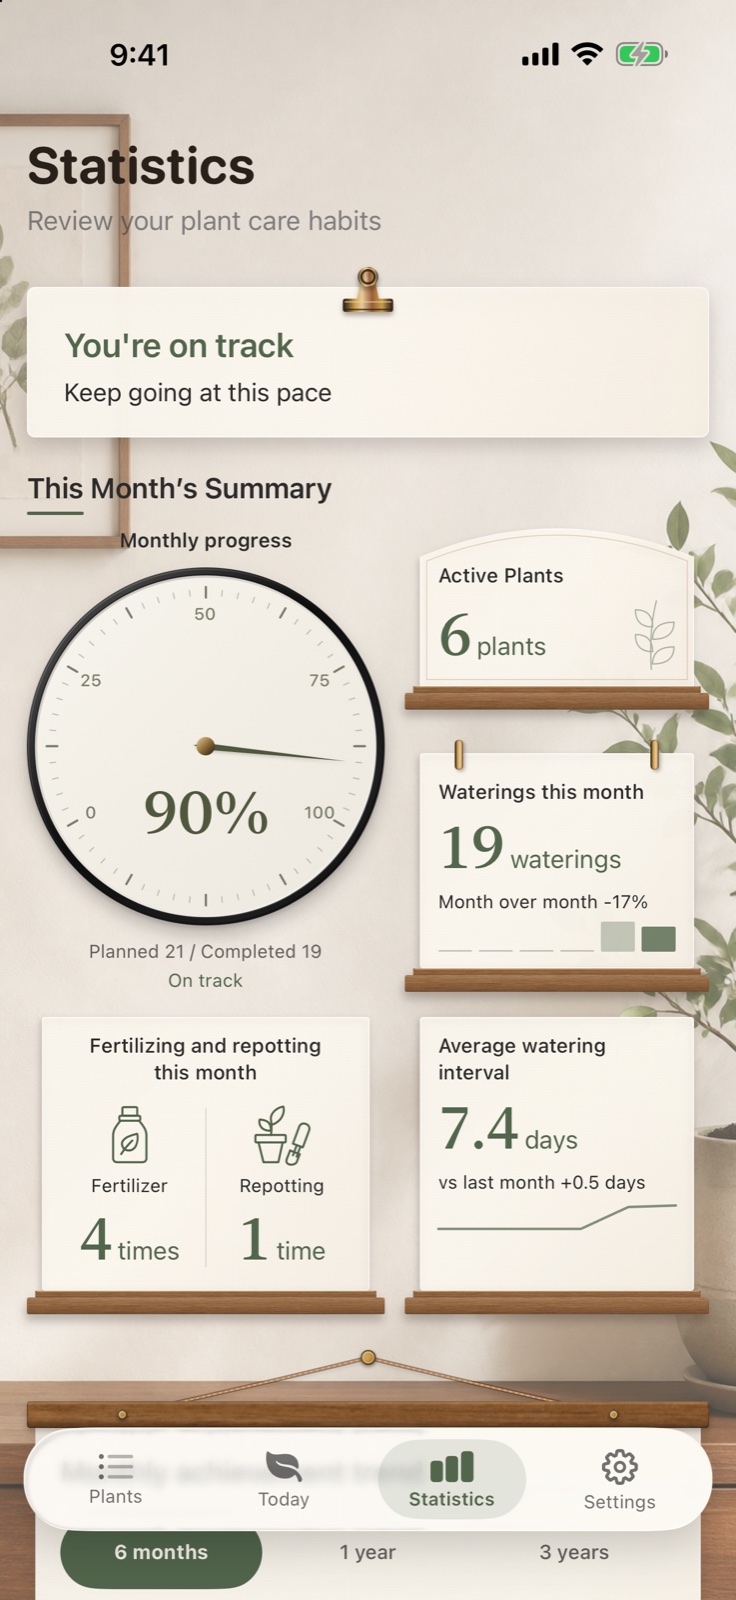 9:41
Statistics
Review your plant care habits
You're on track
Keep going at this pace
This Month’s Summary
Monthly progress
50
25
75
0
100
90%
Planned 21 / Completed 19
On track
Active Plants
6 plants
Waterings this month
19 waterings
Month over month -17%
Fertilizing and repotting
this month
Fertilizer
Repotting
4 times
1 time
Average watering
interval
7.4 days
vs last month +0.5 days
Plants
Today
Statistics
Settings
6 months
1 year
3 years